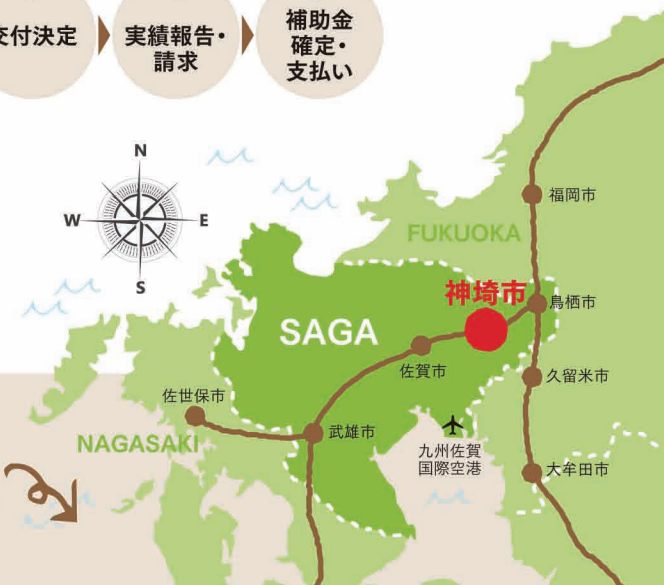 交付決定
実績報告・
請求
補助金
確定・
支払い
N
W
E
S
福岡市
FUKUOKA
神埼市
鳥栖市
SAGA
佐賀市
久留米市
佐世保市
武雄市
NAGASAKI
九州佐賀
国際空港
大牟田市